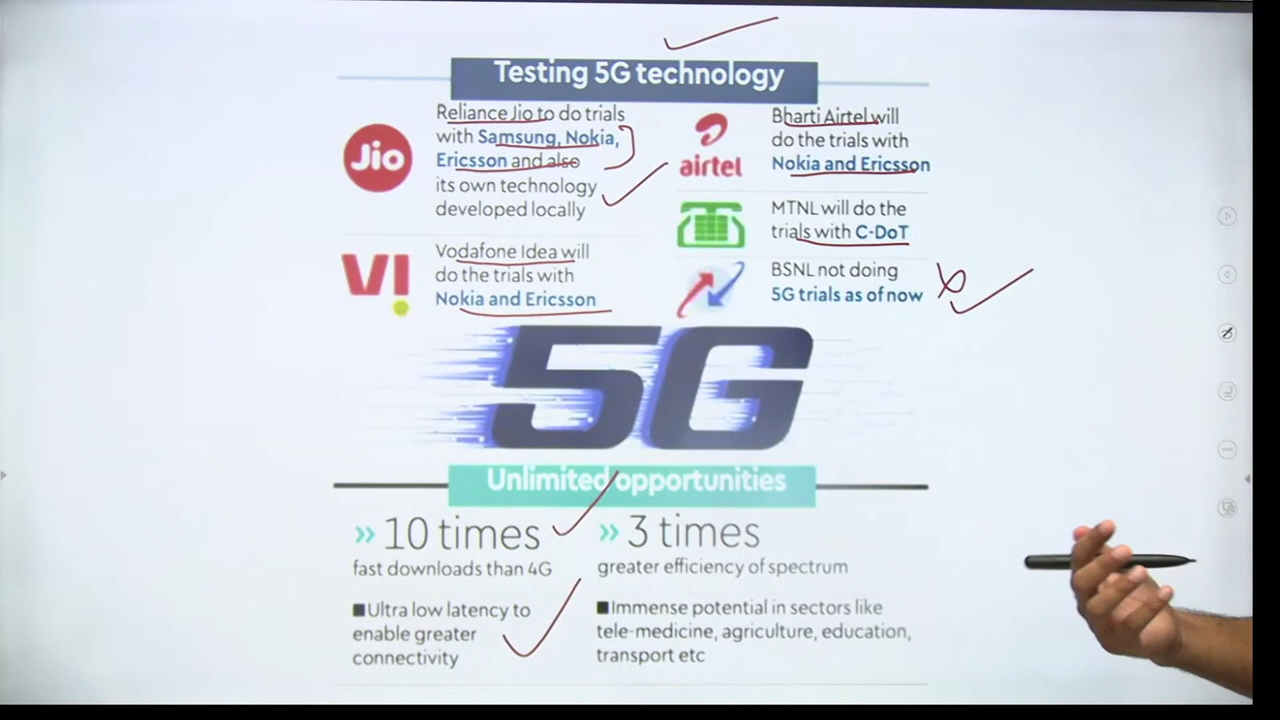 Testing 5G technology
Jio
Reliance Jio to do trials
with Samsung, Nokia,
Ericsson and also
its own technology
developed locally
VI
Vodafone Idea will
do the trials with
Nokia and Ericsson
airtel
Bharti Airtel will
do the trials with
Nokia and Ericsson
MTNL will do the
trials with C-DoT
BSNL not doing
5G trials as of now
5G
Unlimited opportunities
>> 10 times
fast downloads than 4G
■Ultra low latency to
enable greater
connectivity
>> 3 times
greater efficiency of spectrum
■Immense potential in sectors like
tele-medicine, agriculture, education,
transport etc